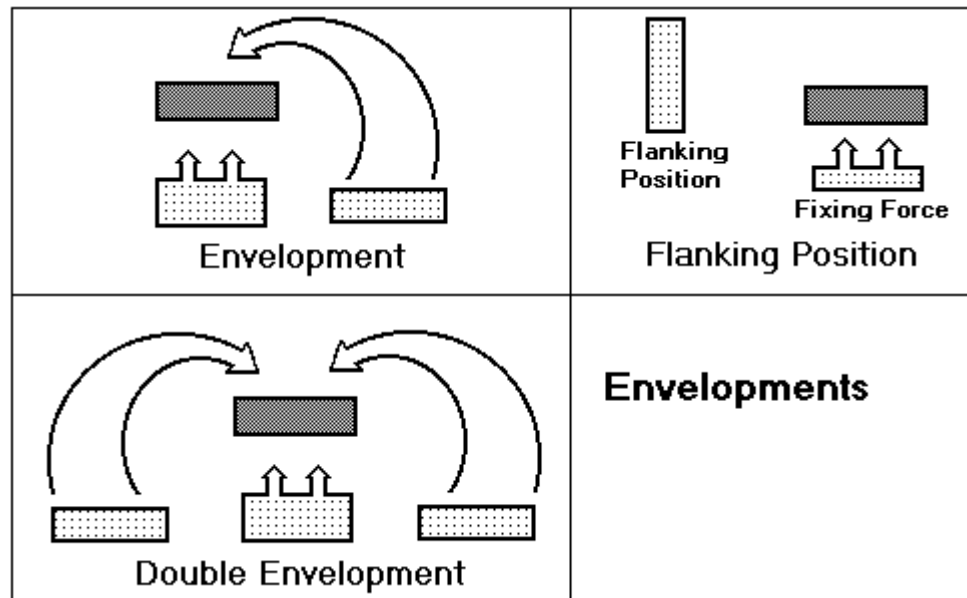 Envelopment
Flanking
Position
Fixing Force
Flanking Position
Double Envelopment
Envelopments